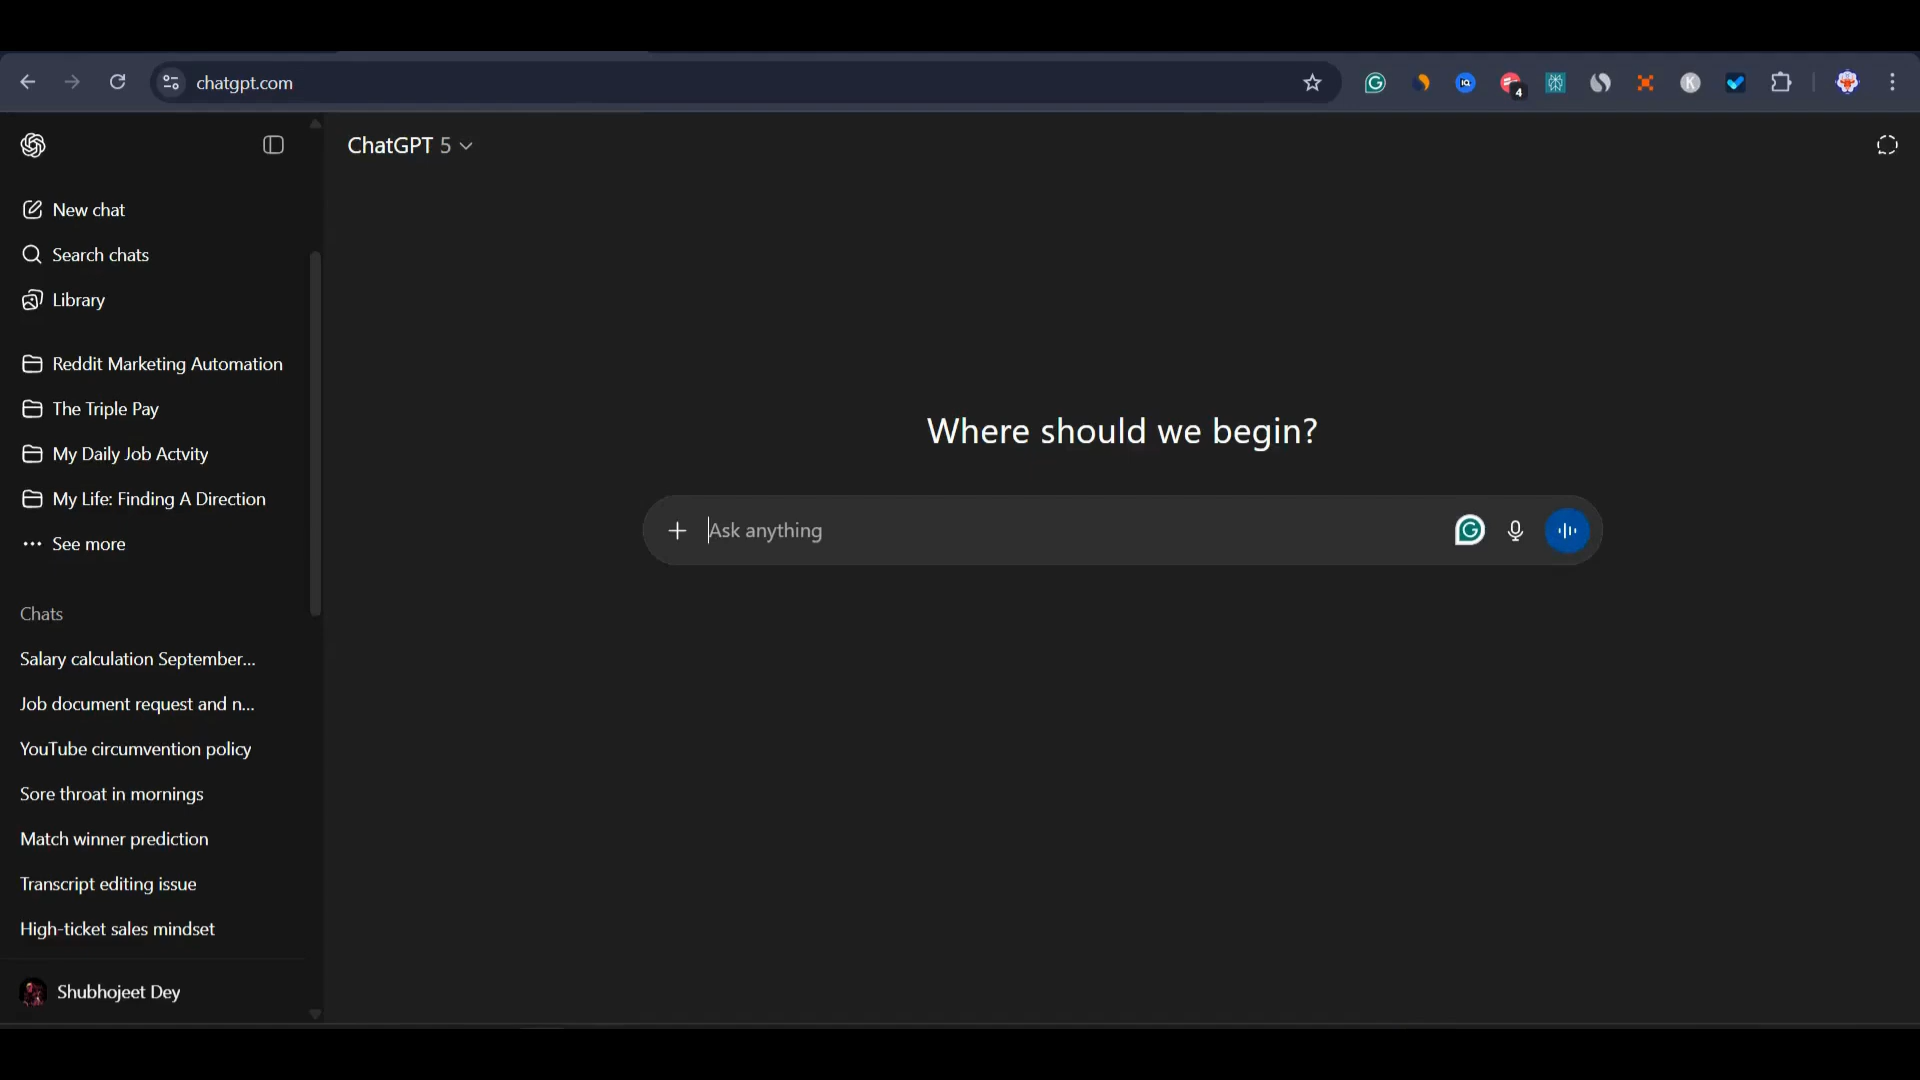 chatgpt.com
4
ChatGPT 5
New chat
Search chats
Library
Reddit Marketing Automation
The Triple Pay
My Daily Job Actvity
My Life: Finding A Direction
See more
Chats
Salary calculation September...
Job document request and n...
YouTube circumvention policy
Sore throat in mornings
Match winner prediction
Transcript editing issue
High-ticket sales mindset
Shubhojeet Dey
Where should we begin?
Ask anything